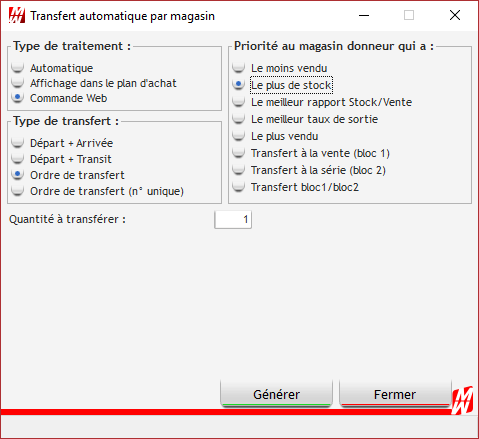 Transfert automatique par magasin
Type de traitement :
Automatique
Affichage dans le plan d'achat
Commande Web
Type de transfert :
Départ + Arrivée
Départ + Transit
Ordre de transfert
Ordre de transfert (n° unique)
Priorité au magasin donneur qui a :
Le moins vendu
Le plus de stock
Le meilleur rapport Stock/Vente
Le meilleur taux de sortie
Le plus vendu
Transfert à la vente (bloc 1)
Transfert à la série (bloc 2)
Transfert bloc1/bloc2
Quantité à transférer : 1
Générer Fermer